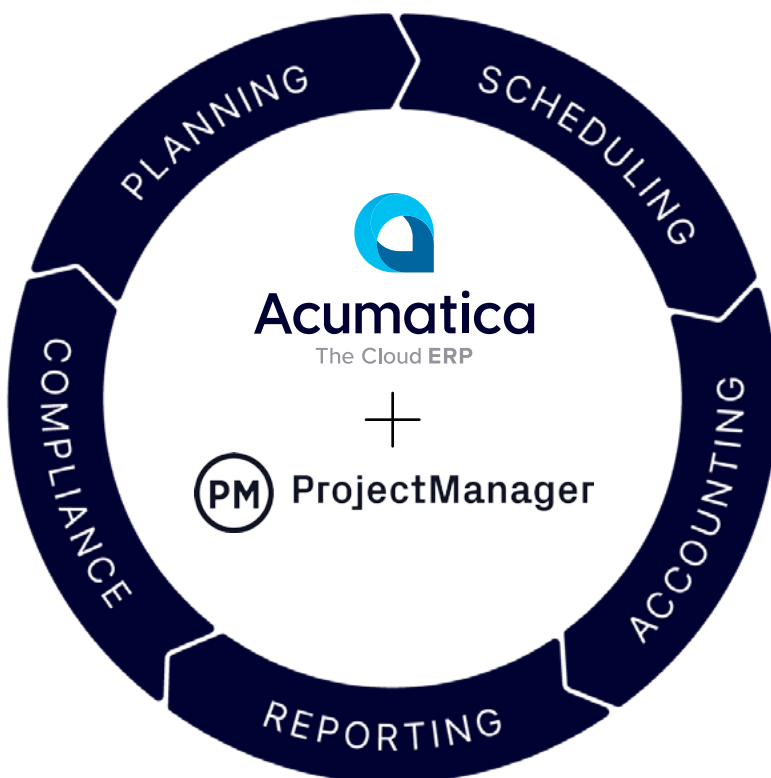 PLANNING
SCHEDULING
ACCOUNTING
REPORTING
COMPLIANCE
Acumatica
The Cloud ERP
+
PM ProjectManager